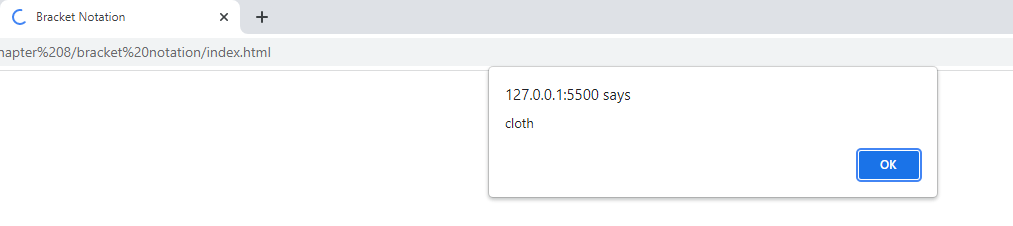 Bracket Notation
hapter%208/bracket%20notation/index.html
127.0.0.1:5500 says
cloth
OK